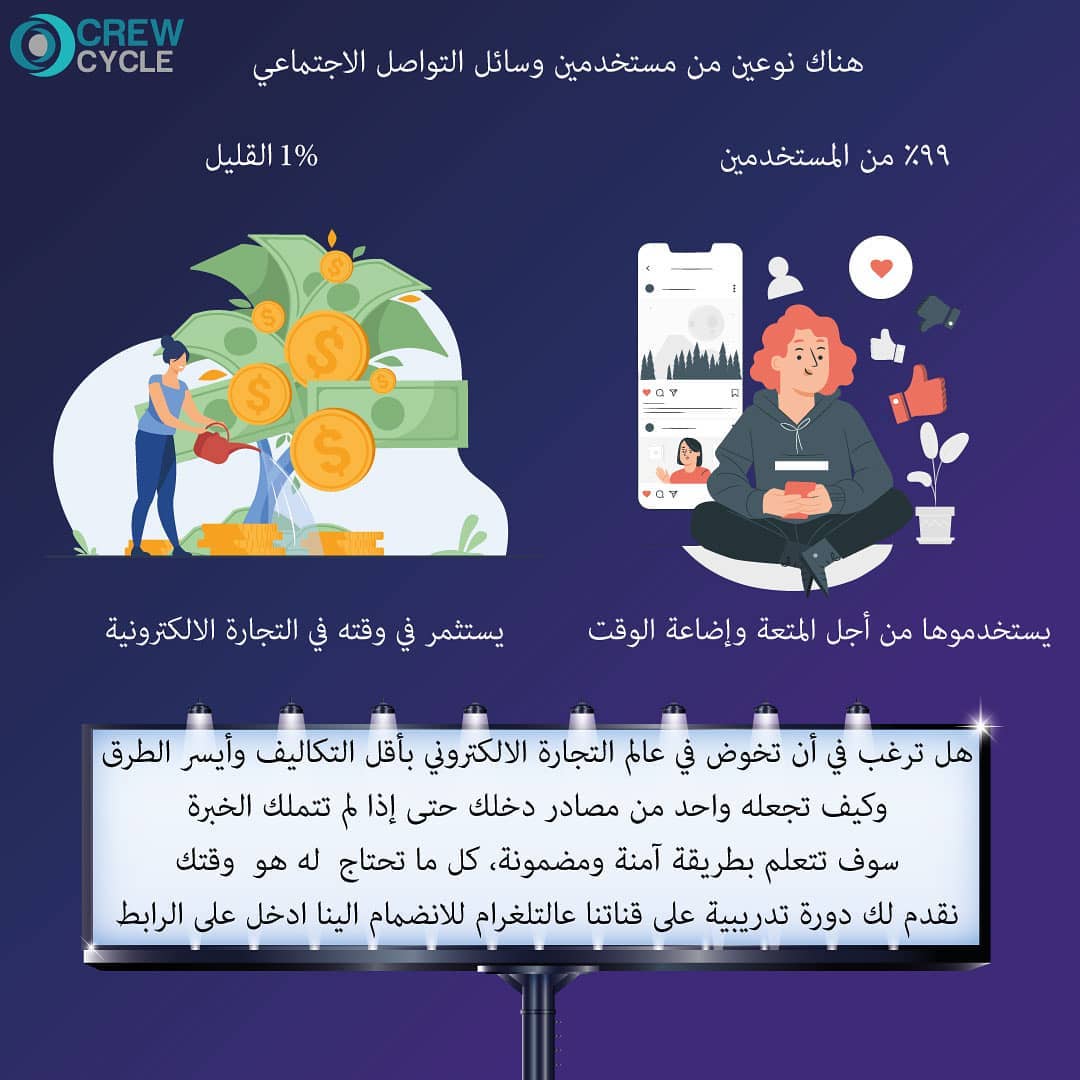 CREW
CYCLE
هناك نوعين من مستخدمين وسائل التواصل الاجتماعي
٩٩٪ من المستخدمين
1% القليل
يستخدموها من أجل المتعة وإضاعة الوقت
يستثمر في وقته في التجارة الالكترونية
هل ترغب في أن تخوض في عالم التجارة الالكتروني بأقل التكاليف وأيسر الطرق
وكيف تجعله واحد من مصادر دخلك حتى إذا لم تتملك الخبرة
سوف تتعلم بطريقة آمنة ومضمونة، كل ما تحتاج له هو وقتك
نقدم لك دورة تدريبية على قناتنا عالتلغرام للانضمام الينا ادخل على الرابط